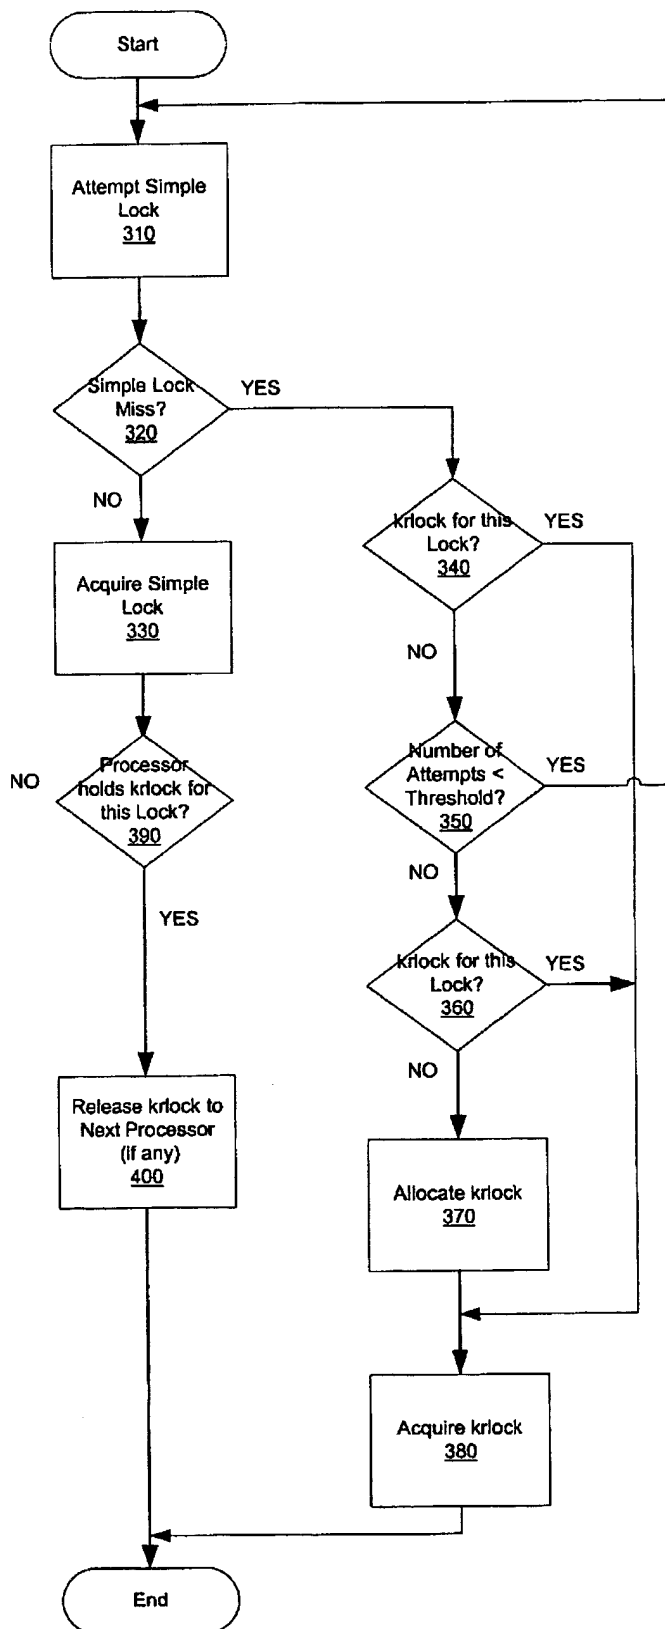 Start
Attempt Simple
Lock
310
Simple Lock
Miss?
320
YES
NO
krlock for this
Lock?
340
YES
Acquire Simple
Lock
330
NO
NO
Processor
holds krlock for
this Lock?
390
Number of
Attempts <
Threshold?
350
YES
NO
YES
krlock for this
Lock?
360
YES
NO
Release krlock to
Next Processor
(if any)
400
Allocate krlock
370
Acquire krlock
380
End